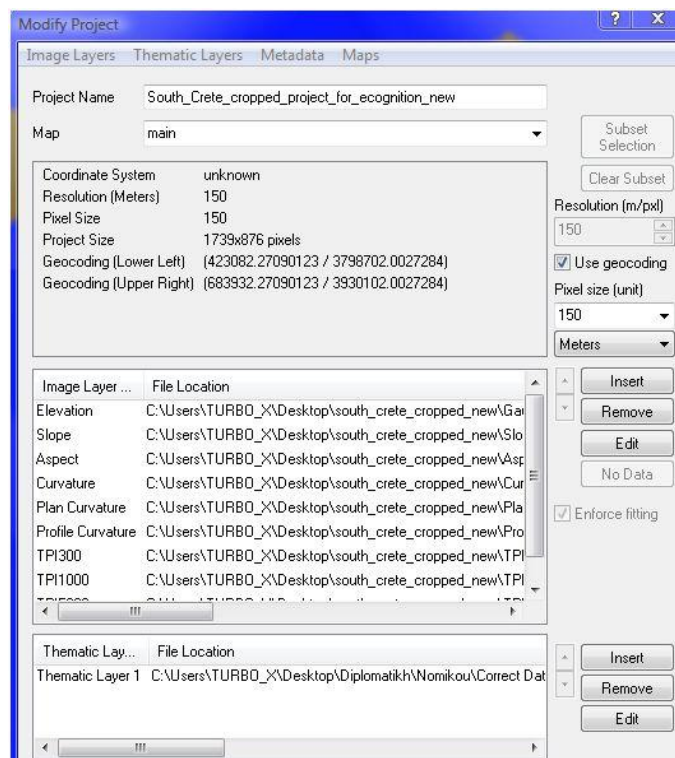 Modify Project
Image Layers Thematic Layers Metadata Maps
Project Name South_Crete_cropped_project_for_ecognition_new
Map main
Subset Selection
Clear Subset
Coordinate System unknown
Resolution (Meters) 150
Pixel Size 150
Project Size 1739x876 pixels
Geocoding (Lower Left) (423082.27090123 / 3798702.0027284)
Geocoding (Upper Right) (683932.27090123 / 3930102.0027284)
Resolution (m/pxl)
150
Use geocoding
Pixel size (unit)
150
Meters
Image Layer ... File Location
Elevation C:\Users\TURBO_X\Desktop\south_crete_cropped_new\Gau
Slope C:\Users\TURBO_X\Desktop\south_crete_cropped_new\Slo
Aspect C:\Users\TURBO_X\Desktop\south_crete_cropped_new\Asp
Curvature C:\Users\TURBO_X\Desktop\south_crete_cropped_new\Cur
Plan Curvature C:\Users\TURBO_X\Desktop\south_crete_cropped_new\Pla
Profile Curvature C:\Users\TURBO_X\Desktop\south_crete_cropped_new\Pro
TPI300 C:\Users\TURBO_X\Desktop\south_crete_cropped_new\TPI
TPI1000 C:\Users\TURBO_X\Desktop\south_crete_cropped_new\TPI
Insert
Remove
Edit
No Data
Enforce fitting
Thematic Lay... File Location
Thematic Layer 1 C:\Users\TURBO_X\Desktop\Diplomatikh\Nomikou\Correct Dat
Insert
Remove
Edit